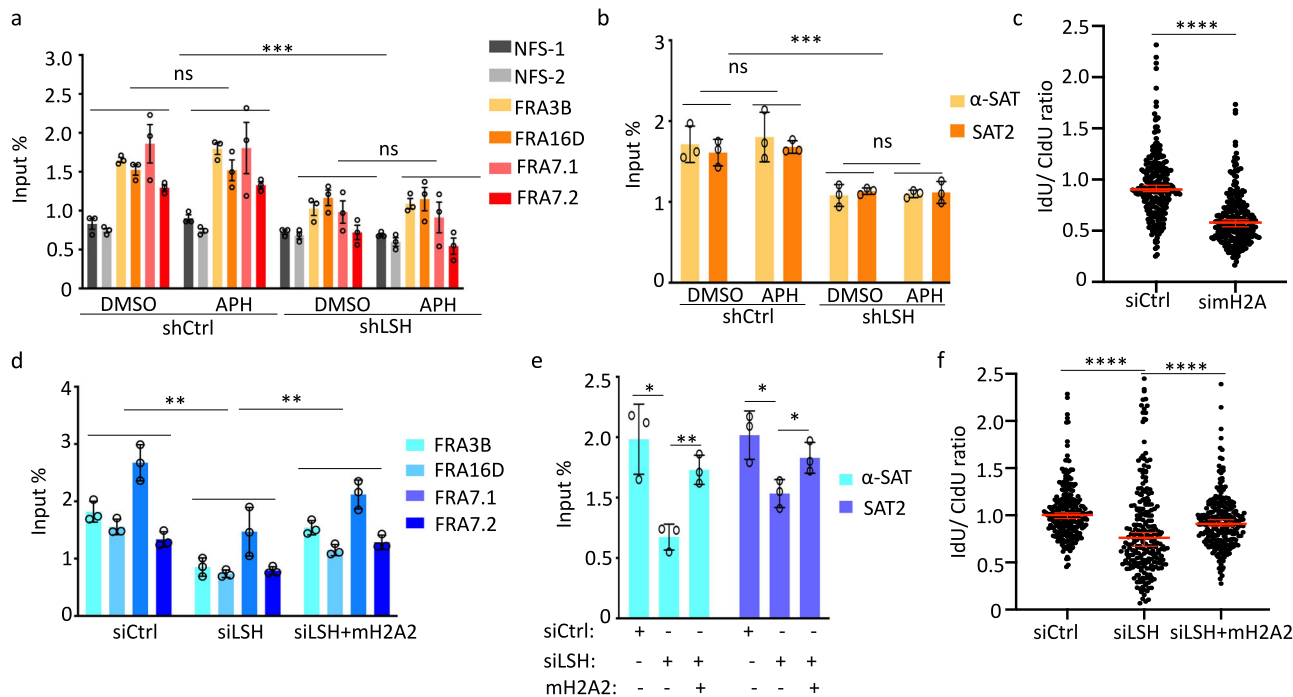 a
***
ns
ns
3.0
2.5
2.0
1.5
1.0
0.5
0
Input %
DMSO APH DMSO APH
shCtrl shLSH
NFS-1
NFS-2
FRA3B
FRA16D
FRA7.1
FRA7.2
b
***
ns
ns
3
2
1
0
Input %
DMSO APH DMSO APH
shCtrl shLSH
α-SAT
SAT2
c
****
2.5
2.0
1.5
1.0
0.5
0
IdU/ CldU ratio
siCtrl simH2A
d
** **
4
3
2
1
0
Input %
siCtrl siLSH siLSH+mH2A2
FRA3B
FRA16D
FRA7.1
FRA7.2
e
* ** * *
2.5
2.0
1.5
0.5
0
Input %
α-SAT
SAT2
siCtrl: + - - + - -
siLSH: - + + - + +
mH2A2: - - + - - +
f
**** ****
2.5
2.0
1.5
1.0
0.5
0
IdU/ CldU ratio
siCtrl siLSH siLSH+mH2A2